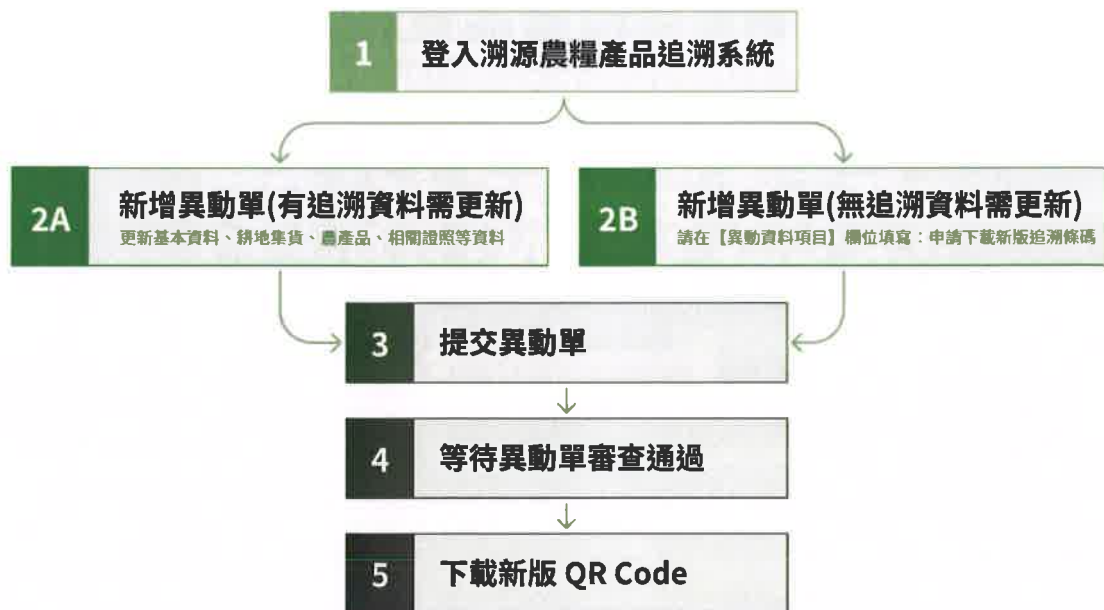 1 登入溯源農糧產品追溯系統
2A 新增異動單(有追溯資料需更新)
更新基本資料、耕地集貨、農產品、相關證照等資料
2B 新增異動單(無追溯資料需更新)
請在【異動資料項目】欄位填寫：申請下載新版追溯條碼
3 提交異動單
4 等待異動單審查通過
5 下載新版 QR Code